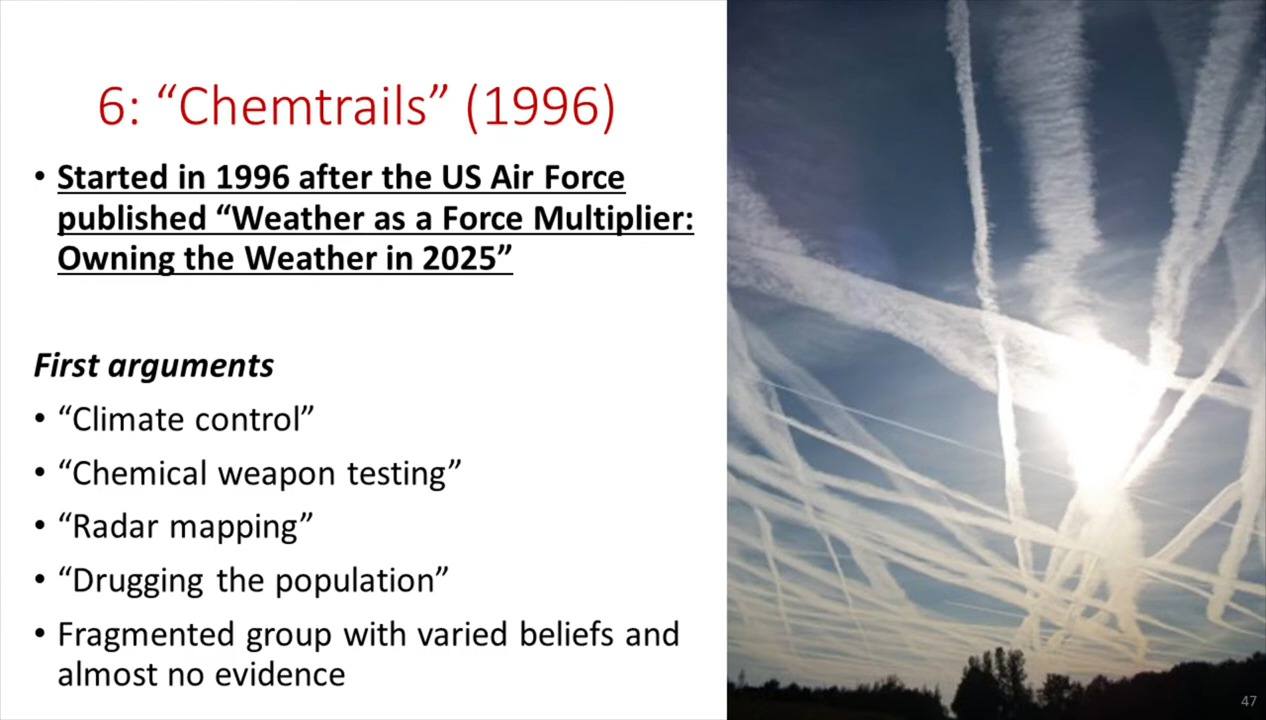 6: “Chemtrails” (1996)
• Started in 1996 after the US Air Force
published “Weather as a Force Multiplier:
Owning the Weather in 2025”
First arguments
• “Climate control”
• “Chemical weapon testing”
• “Radar mapping”
• “Drugging the population”
• Fragmented group with varied beliefs and
almost no evidence
47